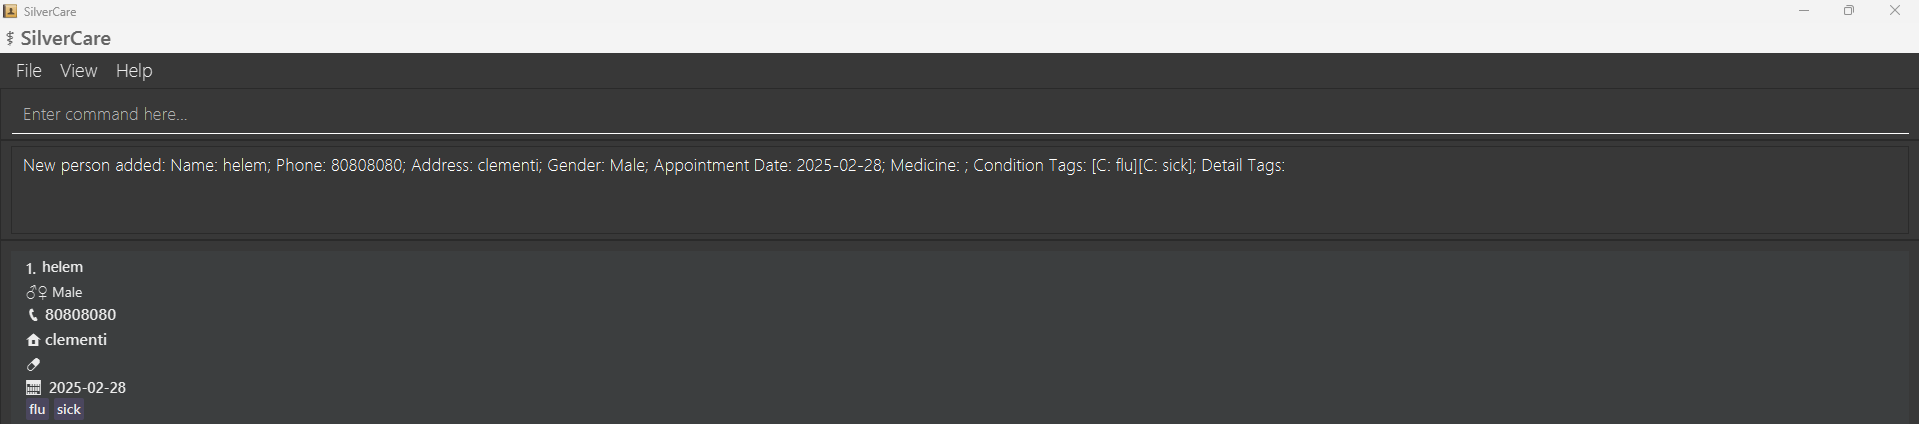 SilverCare
SilverCare
File View Help
Enter command here...
New person added: Name: helem; Phone: 80808080; Address: clementi; Gender: Male; Appointment Date: 2025-02-28; Medicine: ; Condition Tags: [C: flu][C: sick]; Detail Tags:
1. helem
Male
80808080
clementi
2025-02-28
flu sick